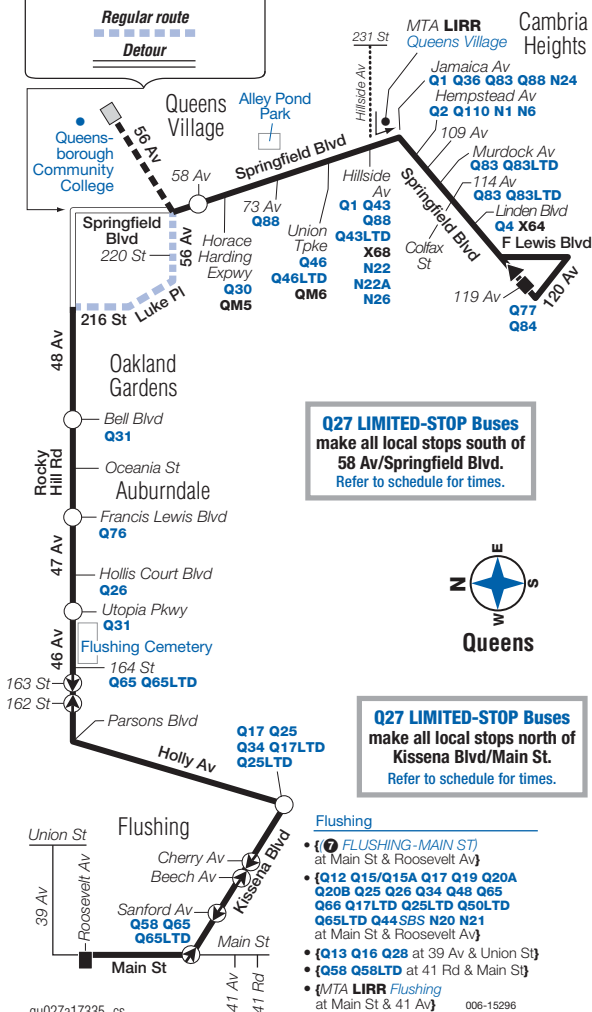 Regular route
Detour
231 St
Hillside Av
MTA LIRR
Queens Village
Cambria
Heights
Jamaica Av
Q1 Q36 Q83 Q88 N24
Hempstead Av
Q2 Q110 N1 N6
109 Av
Murdock Av
Q83 Q83LTD
114 Av
Q83 Q83LTD
Linden Blvd
Q4 X64
F Lewis Blvd
120 Av
119 Av
Q77
Q84
Colfax
St
Springfield Blvd
Queens
Village
Alley Pond
Park
Queens-
borough
Community
College
56 Av
58 Av
Springfield Blvd
Springfield
Blvd
220 St
56 Av
Luke Pl
216 St
Horace
Harding
Expwy
Q30
QM5
73 Av
Q88
Union
Tpke
Q46
Q46LTD
QM6
Hillside
Av
Q1 Q43
Q88
Q43LTD
X68
N22
N22A
N26
48 Av
Oakland
Gardens
Bell Blvd
Q31
Rocky
Hill Rd
Oceania St
Auburndale
Francis Lewis Blvd
Q76
47 Av
Hollis Court Blvd
Q26
Utopia Pkwy
Q31
46 Av
Flushing Cemetery
164 St
Q65 Q65LTD
163 St
162 St
Parsons Blvd
Holly Av
Q17 Q25
Q34 Q17LTD
Q25LTD
Q27 LIMITED-STOP Buses
make all local stops south of
58 Av/Springfield Blvd.
Refer to schedule for times.
E
N
S
W
Queens
Q27 LIMITED-STOP Buses
make all local stops north of
Kissena Blvd/Main St.
Refer to schedule for times.
Flushing
Kissena Blvd
Cherry Av
Beech Av
Sanford Av
Q58 Q65
Q65LTD
Union St
39 Av
Roosevelt Av
Main St
Main St
41 Av
41 Rd
Flushing
• {(7 FLUSHING-MAIN ST)
at Main St & Roosevelt Av}
• {Q12 Q15/Q15A Q17 Q19 Q20A
Q20B Q25 Q26 Q34 Q48 Q65
Q66 Q17LTD Q25LTD Q50LTD
Q65LTD Q44SBS N20 N21
at Main St & Roosevelt Av}
• {Q13 Q16 Q28 at 39 Av & Union St}
• {Q58 Q58LTD at 41 Rd & Main St}
• {MTA LIRR Flushing
at Main St & 41 Av}
006-15296